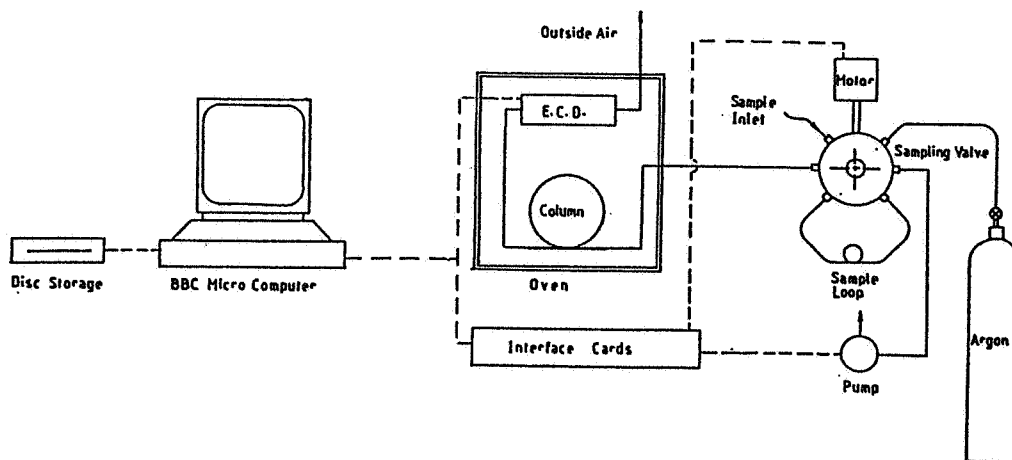 Outside Air
Motor
E.C.D.
Sample
Inlet
Sampling Valve
Column
Disc Storage
BBC Micro Computer
Oven
Sample
Loop
Interface Cards
Argon
Pump